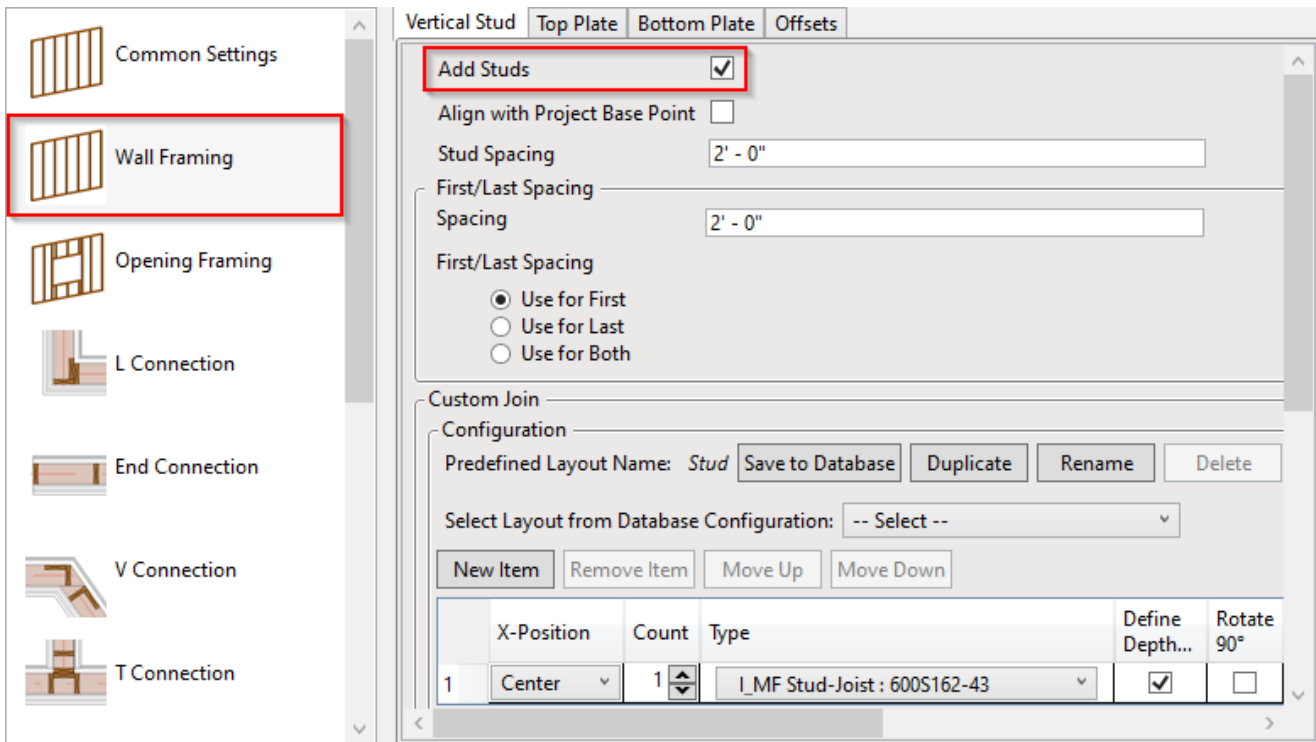 Common Settings
Wall Framing
Opening Framing
L Connection
End Connection
V Connection
T Connection
Vertical Stud Top Plate Bottom Plate Offsets
Add Studs
Align with Project Base Point
Stud Spacing 2' - 0"
First/Last Spacing
Spacing 2' - 0"
First/Last Spacing
Use for First
Use for Last
Use for Both
Custom Join
Configuration
Predefined Layout Name: Stud Save to Database Duplicate Rename Delete
Select Layout from Database Configuration: -- Select --
New Item Remove Item Move Up Move Down
X-Position Count Type Define Depth... Rotate 90°
1 Center 1 I_MF Stud-Joist : 600S162-43